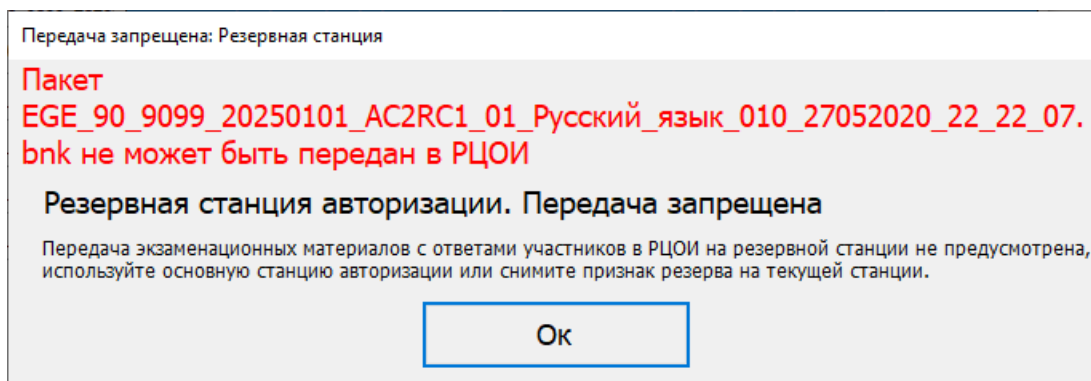 Передача запрещена: Резервная станция
Пакет
EGE_90_9099_20250101_AC2RC1_01_Русский_язык_010_27052020_22_22_07.
bnk не может быть передан в РЦОИ
Резервная станция авторизации. Передача запрещена
Передача экзаменационных материалов с ответами участников в РЦОИ на резервной станции не предусмотрена,
используйте основную станцию авторизации или снимите признак резерва на текущей станции.
Ок